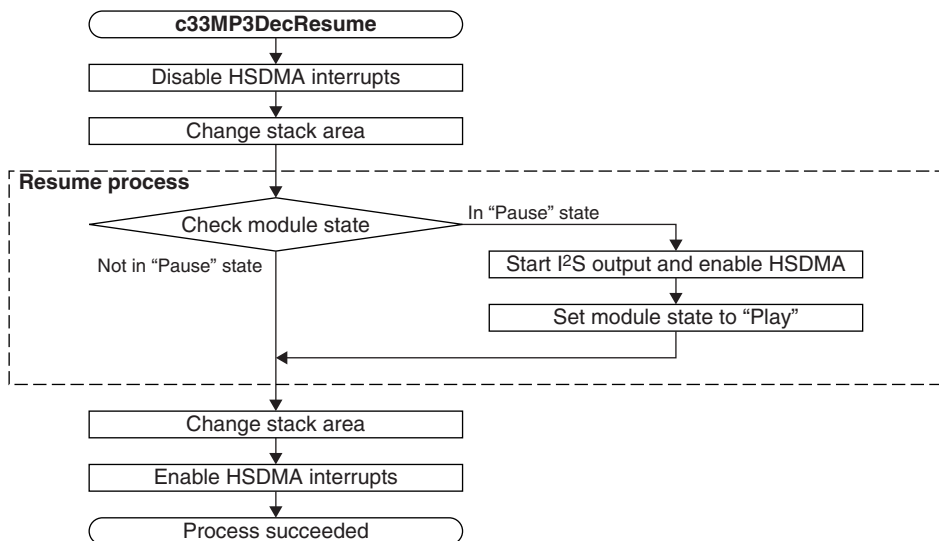 c33MP3DecResume
Disable HSDMA interrupts
Change stack area
Resume process
Check module state
In “Pause” state
Not in “Pause” state
Start I²S output and enable HSDMA
Set module state to “Play”
Change stack area
Enable HSDMA interrupts
Process succeeded